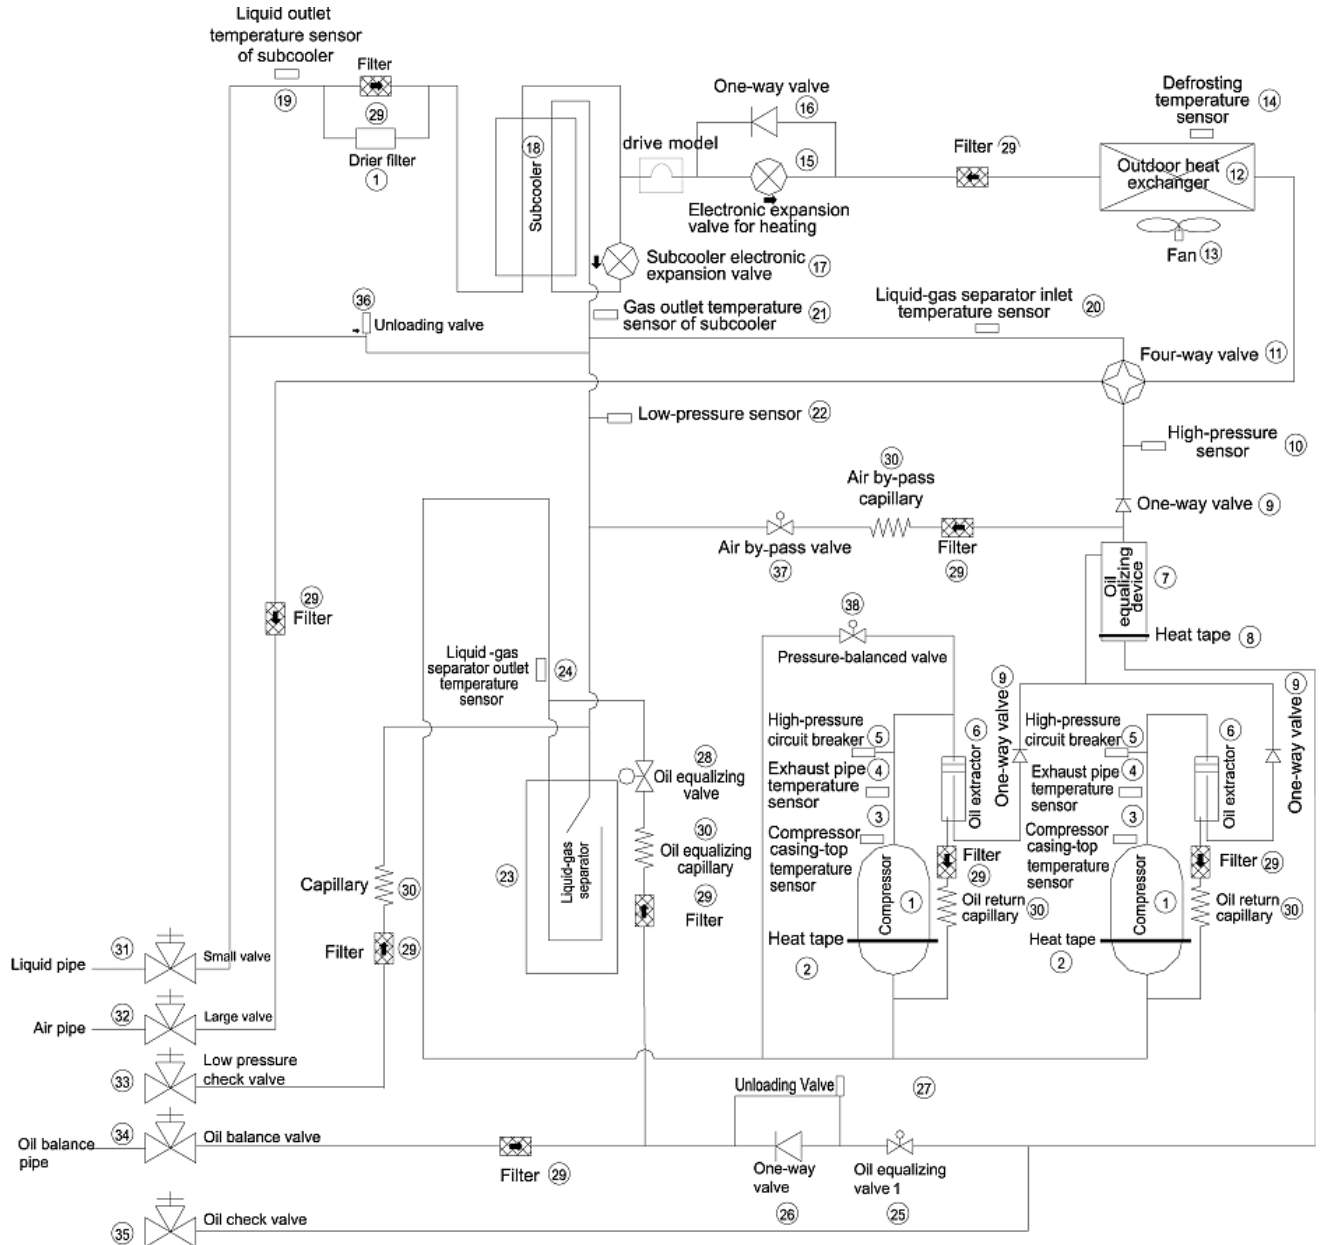 Liquid outlet
temperature sensor
of subcooler
19
Filter
29
Drier filter
1
18
Subcooler
drive model
One-way valve
16
15
Electronic expansion
valve for heating
Filter 29
Defrosting
temperature
sensor
14
Outdoor heat
exchanger
12
Fan 13
Subcooler electronic
expansion valve
17
36
Unloading valve
Gas outlet temperature
sensor of subcooler
21
Liquid-gas separator inlet
temperature sensor
20
Four-way valve 11
Low-pressure sensor 22
High-pressure
sensor
10
30
Air by-pass
capillary
One-way valve 9
Air by-pass valve
37
Filter
29
Oil
equalizing
device
7
Heat tape 8
29
Filter
38
Pressure-balanced valve
Liquid -gas
separator outlet
temperature
sensor
24
9
One-way valve
9
One-way valve
High-pressure
circuit breaker
5
6
Oil extractor
High-pressure
circuit breaker
5
6
Oil extractor
Exhaust pipe
temperature
sensor
4
Exhaust pipe
temperature
sensor
4
28
Oil equalizing
valve
3
Compressor
casing-top
temperature
sensor
3
Compressor
casing-top
temperature
sensor
30
Oil equalizing
capillary
23
Liquid-gas
separator
Filter
29
Filter
29
Capillary 30
29
Filter
Compressor
1
Oil return
capillary 30
Compressor
1
Oil return
capillary 30
Filter 29
Heat tape
2
Heat tape
2
31
Liquid pipe
Small valve
32
Air pipe
Large valve
33
Low pressure
check valve
Unloading Valve
27
34
Oil balance
pipe
Oil balance valve
Filter 29
One-way
valve
26
Oil equalizing
valve 1
25
35
Oil check valve